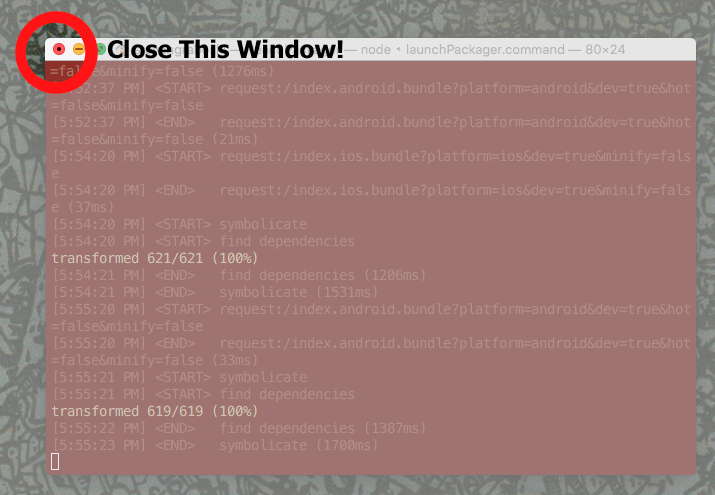 Close This Window! — node ‹ launchPackager.command — 80×24
=false&minify=false (1276ms)
[5:52:37 PM] <START> request:/index.android.bundle?platform=android&dev=true&hot
=false&minify=false
[5:52:37 PM] <END>   request:/index.android.bundle?platform=android&dev=true&hot
=false&minify=false (21ms)
[5:54:20 PM] <START> request:/index.ios.bundle?platform=ios&dev=true&minify=fals
e
[5:54:20 PM] <END>   request:/index.ios.bundle?platform=ios&dev=true&minify=fals
e (37ms)
[5:54:20 PM] <START> symbolicate
[5:54:20 PM] <START> find dependencies
transformed 621/621 (100%)
[5:54:21 PM] <END>   find dependencies (1206ms)
[5:54:21 PM] <END>   symbolicate (1531ms)
[5:55:20 PM] <START> request:/index.android.bundle?platform=android&dev=true&hot
=false&minify=false
[5:55:20 PM] <END>   request:/index.android.bundle?platform=android&dev=true&hot
=false&minify=false (33ms)
[5:55:21 PM] <START> symbolicate
[5:55:21 PM] <START> find dependencies
transformed 619/619 (100%)
[5:55:22 PM] <END>   find dependencies (1387ms)
[5:55:23 PM] <END>   symbolicate (1700ms)